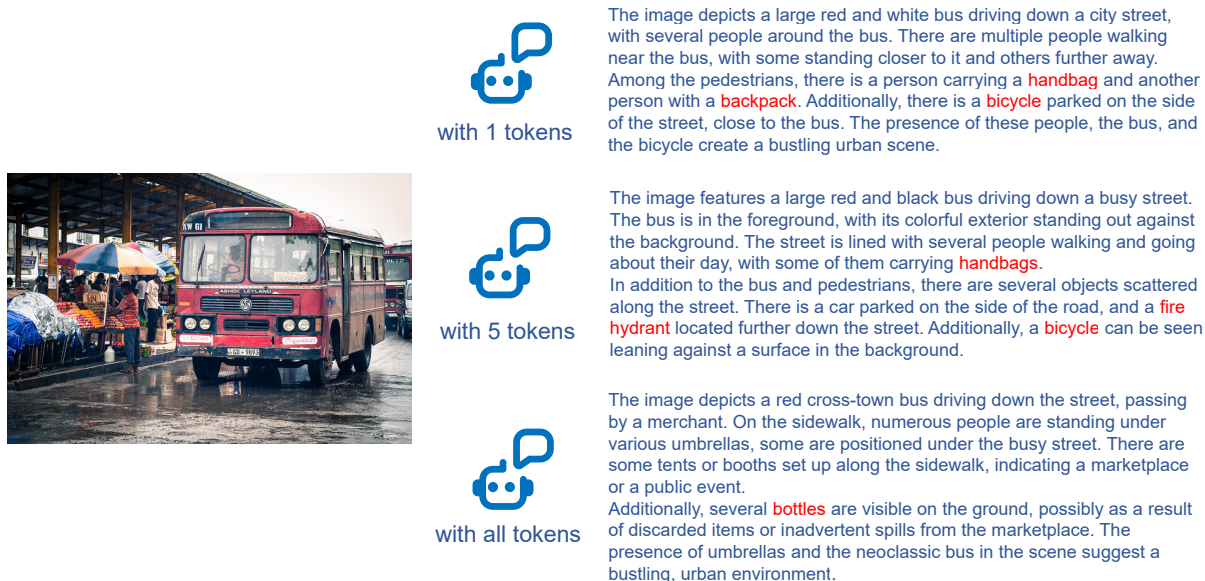 The image depicts a large red and white bus driving down a city street,
with several people around the bus. There are multiple people walking
near the bus, with some standing closer to it and others further away.
Among the pedestrians, there is a person carrying a handbag and another
person with a backpack. Additionally, there is a bicycle parked on the side
of the street, close to the bus. The presence of these people, the bus, and
the bicycle create a bustling urban scene.
with 1 tokens
The image features a large red and black bus driving down a busy street.
The bus is in the foreground, with its colorful exterior standing out against
the background. The street is lined with several people walking and going
about their day, with some of them carrying handbags.
In addition to the bus and pedestrians, there are several objects scattered
along the street. There is a car parked on the side of the road, and a fire
hydrant located further down the street. Additionally, a bicycle can be seen
leaning against a surface in the background.
with 5 tokens
ASHOK LEYLAND
The image depicts a red cross-town bus driving down the street, passing
by a merchant. On the sidewalk, numerous people are standing under
various umbrellas, some are positioned under the busy street. There are
some tents or booths set up along the sidewalk, indicating a marketplace
or a public event.
Additionally, several bottles are visible on the ground, possibly as a result
of discarded items or inadvertent spills from the marketplace. The
presence of umbrellas and the neoclassic bus in the scene suggest a
bustling, urban environment.
with all tokens